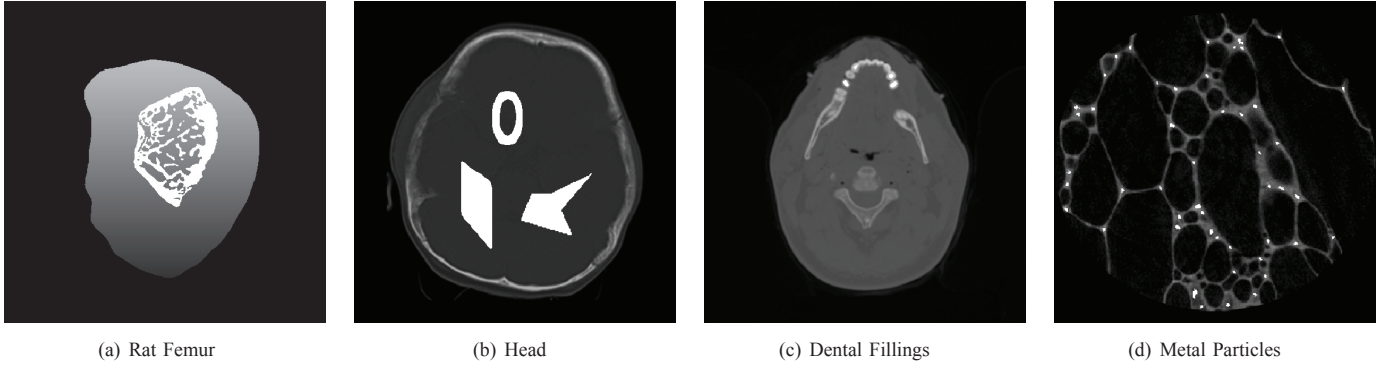 (a) Rat Femur
(b) Head
(c) Dental Fillings
(d) Metal Particles